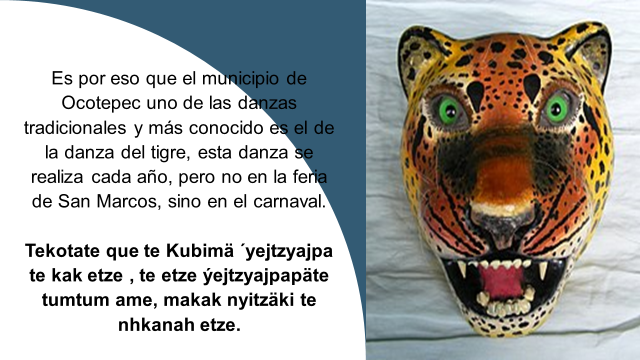 Es por eso que el municipio de
Ocotepec uno de las danzas
tradicionales y más conocido es el de
la danza del tigre, esta danza se
realiza cada año, pero no en la feria
de San Marcos, sino en el carnaval.
Tekotate que te Kubimä ´yejtzyajpa
te kak etze , te etze ýejtzyajpapäte
tumtum ame, makak nyitzäki te
nhkanah etze.